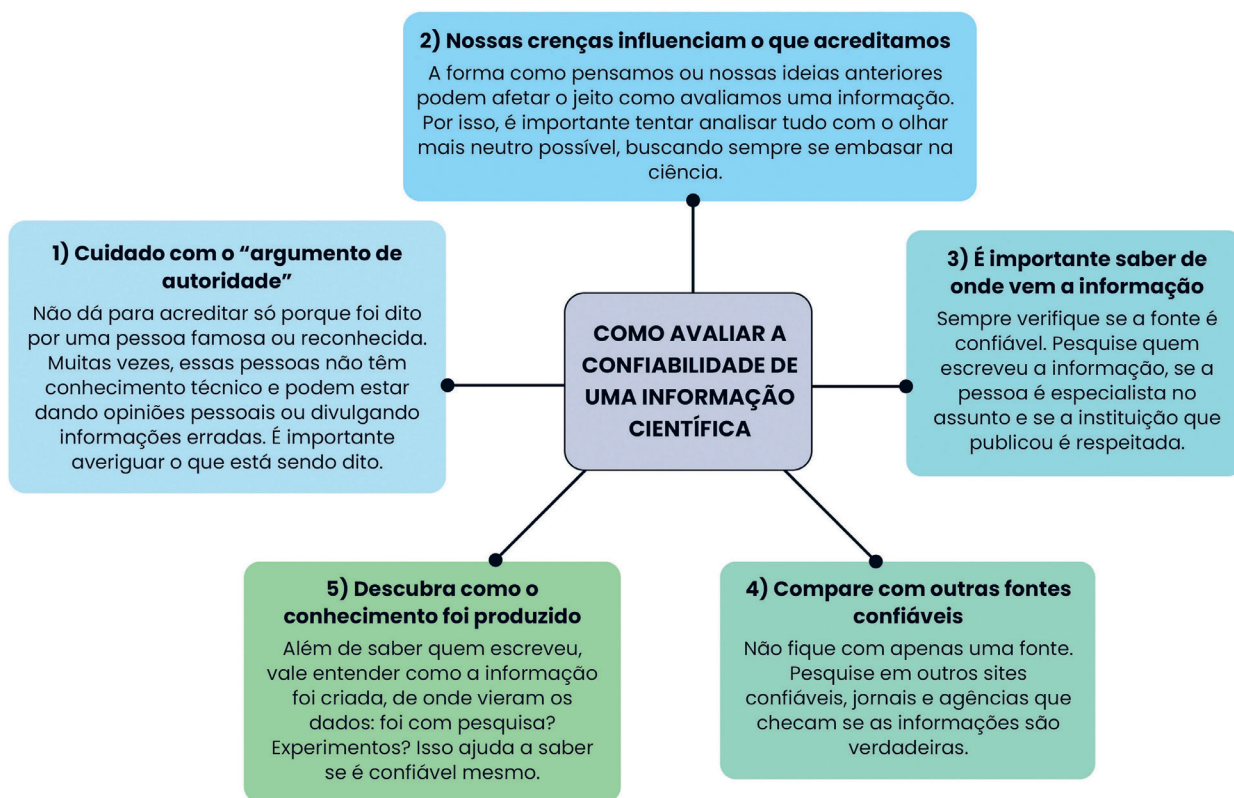 2) Nossas crenças influenciam o que acreditamos
A forma como pensamos ou nossas ideias anteriores
podem afetar o jeito como avaliamos uma informação.
Por isso, é importante tentar analisar tudo com o olhar
mais neutro possível, buscando sempre se embasar na
ciência.
1) Cuidado com o “argumento de
autoridade”
Não dá para acreditar só porque foi dito
por uma pessoa famosa ou reconhecida.
Muitas vezes, essas pessoas não têm
conhecimento técnico e podem estar
dando opiniões pessoais ou divulgando
informações erradas. É importante
averiguar o que está sendo dito.
COMO AVALIAR A
CONFIABILIDADE DE
UMA INFORMAÇÃO
CIENTÍFICA
3) É importante saber de
onde vem a informação
Sempre verifique se a fonte é
confiável. Pesquise quem
escreveu a informação, se a
pessoa é especialista no
assunto e se a instituição que
publicou é respeitada.
5) Descubra como o
conhecimento foi produzido
Além de saber quem escreveu,
vale entender como a informação
foi criada, de onde vieram os
dados: foi com pesquisa?
Experimentos? Isso ajuda a saber
se é confiável mesmo.
4) Compare com outras fontes
confiáveis
Não fique com apenas uma fonte.
Pesquise em outros sites
confiáveis, jornais e agências que
checam se as informações são
verdadeiras.